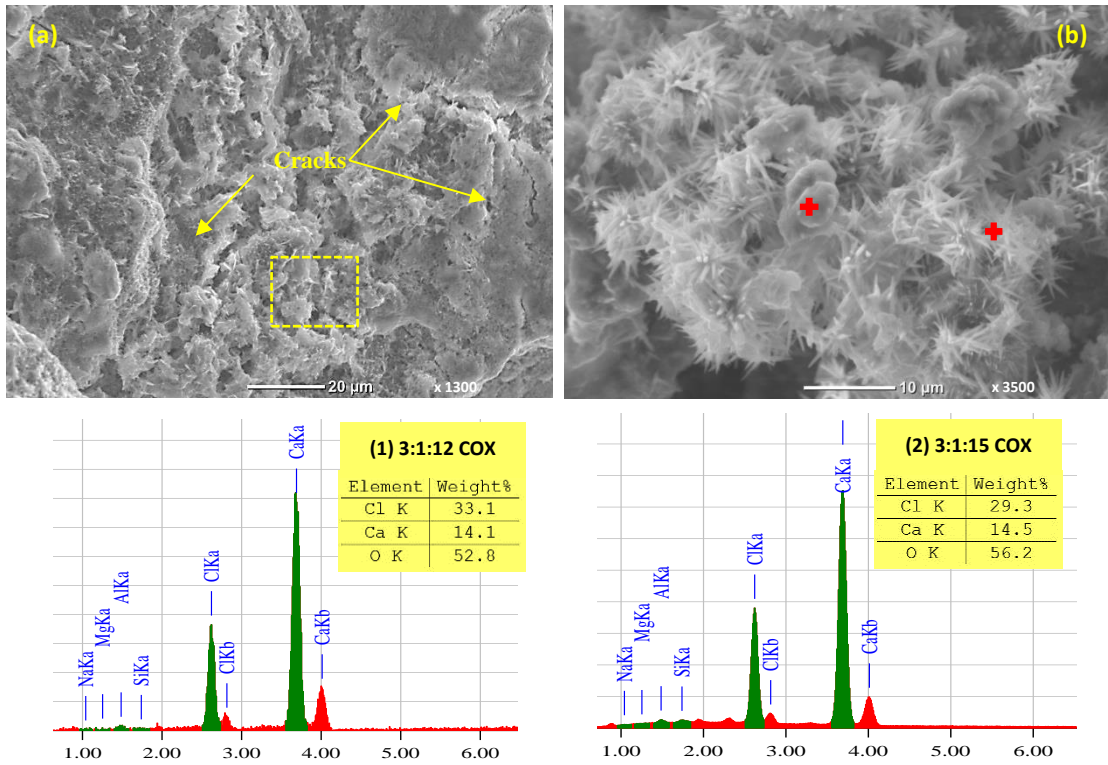 (a)
Cracks
20 µm
x 1300
(b)
10 µm
x 3500
(1) 3:1:12 COX
Element Weight%
Cl K 33.1
Ca K 14.1
O K 52.8
NaKa
MgKa
AlKa
SiKa
ClKa
ClKb
CaKa
CaKb
1.00 2.00 3.00 4.00 5.00 6.00
(2) 3:1:15 COX
Element Weight%
Cl K 29.3
Ca K 14.5
O K 56.2
NaKa
MgKa
AlKa
SiKa
ClKa
ClKb
CaKa
CaKb
1.00 2.00 3.00 4.00 5.00 6.00